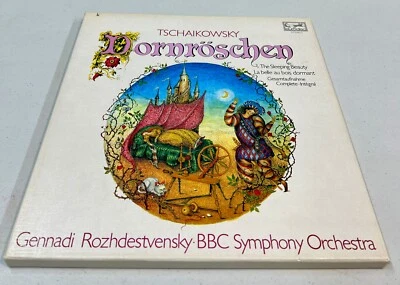 TSCHAIKOWSKY
Dornröschen
The Sleeping Beauty
La belle au bois dormant
Gesamtaufnahme
Complete·Intégral
Gennadi Rozhdestvensky·BBC Symphony Orchestra